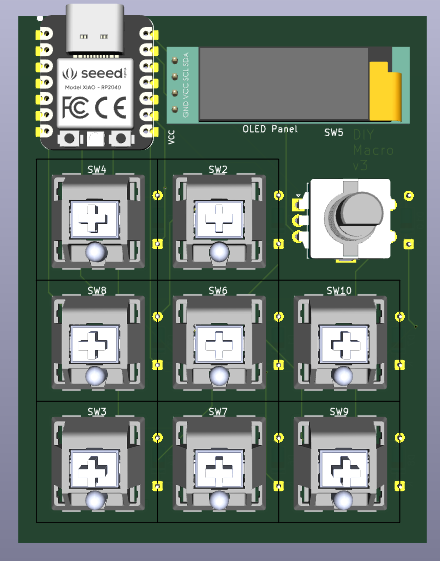 seeed
Model XIAO - RP2040
FC CE
GND VCC SCL SDA
VCC
OLED Panel
SW5
DIY
Macro
v3
SW4
SW2
SW8
SW6
SW10
SW3
SW7
SW9